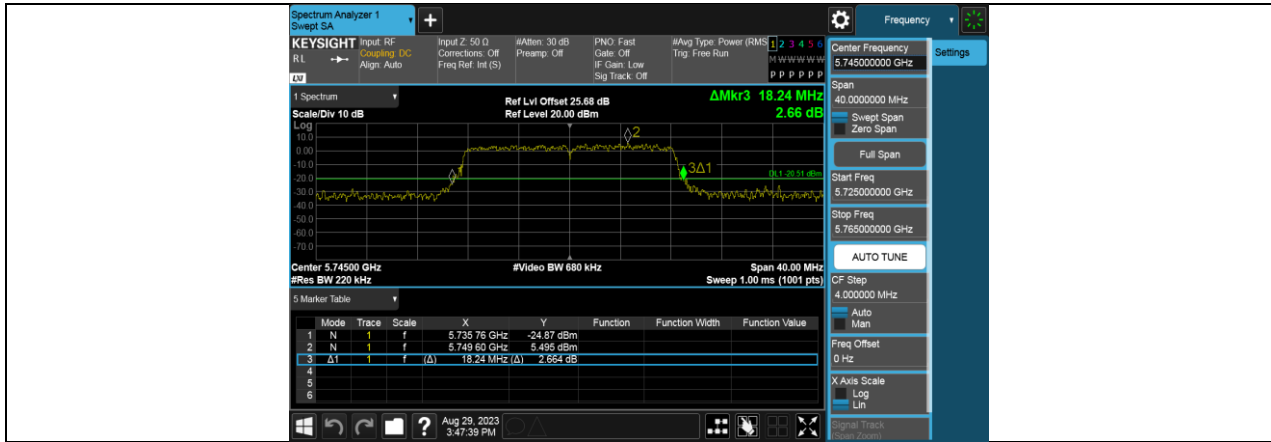 Spectrum Analyzer 1
Swept SA
+
Frequency
KEYSIGHT
RL
LXI
Input: RF
Coupling: DC
Align: Auto
Input Z: 50 Ω
Corrections: Off
Freq Ref: Int (S)
#Atten: 30 dB
Preamp: Off
PNO: Fast
Gate: Off
IF Gain: Low
Sig Track: Off
#Avg Type: Power (RMS
Trig: Free Run
1 2 3 4 5 6
M W W W W W
P P P P P P
1 Spectrum
Scale/Div 10 dB
Ref Lvl Offset 25.68 dB
Ref Level 20.00 dBm
ΔMkr3 18.24 MHz
2.66 dB
Log
10.0
0.00
-10.0
-20.0
-30.0
-40.0
-50.0
-60.0
-70.0
2
3Δ1
DL1 -20.51 dBm
Center 5.74500 GHz
#Res BW 220 kHz
#Video BW 680 kHz
Span 40.00 MHz
Sweep 1.00 ms (1001 pts)
5 Marker Table
Mode Trace Scale X Y Function Function Width Function Value
1 N 1 f 5.735 76 GHz -24.87 dBm
2 N 1 f 5.749 60 GHz 5.495 dBm
3 Δ1 1 f (Δ) 18.24 MHz (Δ) 2.664 dB
4
5
6
?
Aug 29, 2023
3:47:39 PM
Center Frequency
5.745000000 GHz
Settings
Span
40.0000000 MHz
Swept Span
Zero Span
Full Span
Start Freq
5.725000000 GHz
Stop Freq
5.765000000 GHz
AUTO TUNE
CF Step
4.000000 MHz
Auto
Man
Freq Offset
0 Hz
X Axis Scale
Log
Lin
Signal Track
(Span Zoom)